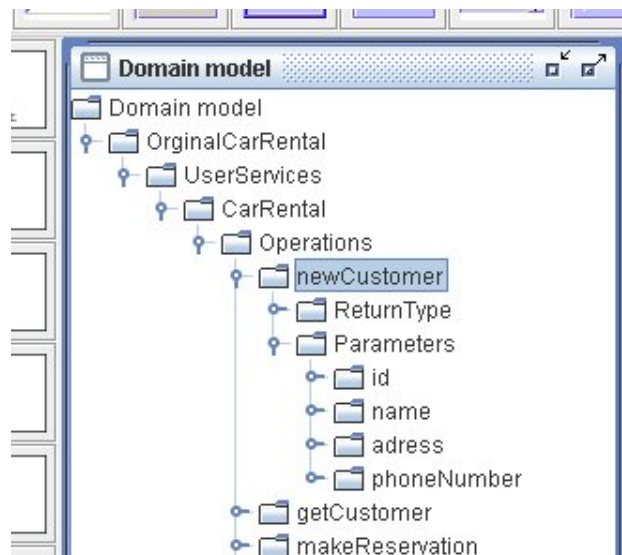 Domain model
Domain model
OrginalCarRental
UserServices
CarRental
Operations
newCustomer
ReturnType
Parameters
id
name
adress
phoneNumber
getCustomer
makeReservation